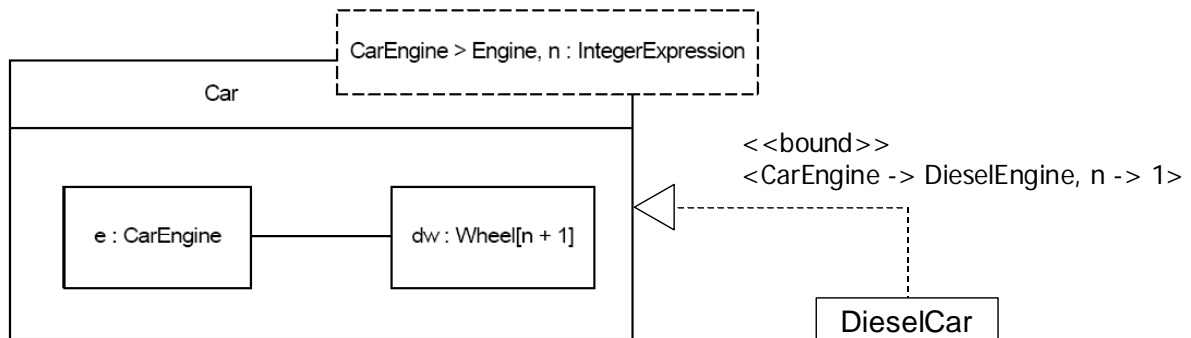 CarEngine > Engine, n : IntegerExpression
Car
<<bound>>
<CarEngine -> DieselEngine, n -> 1>
e : CarEngine
dw : Wheel[n + 1]
DieselCar